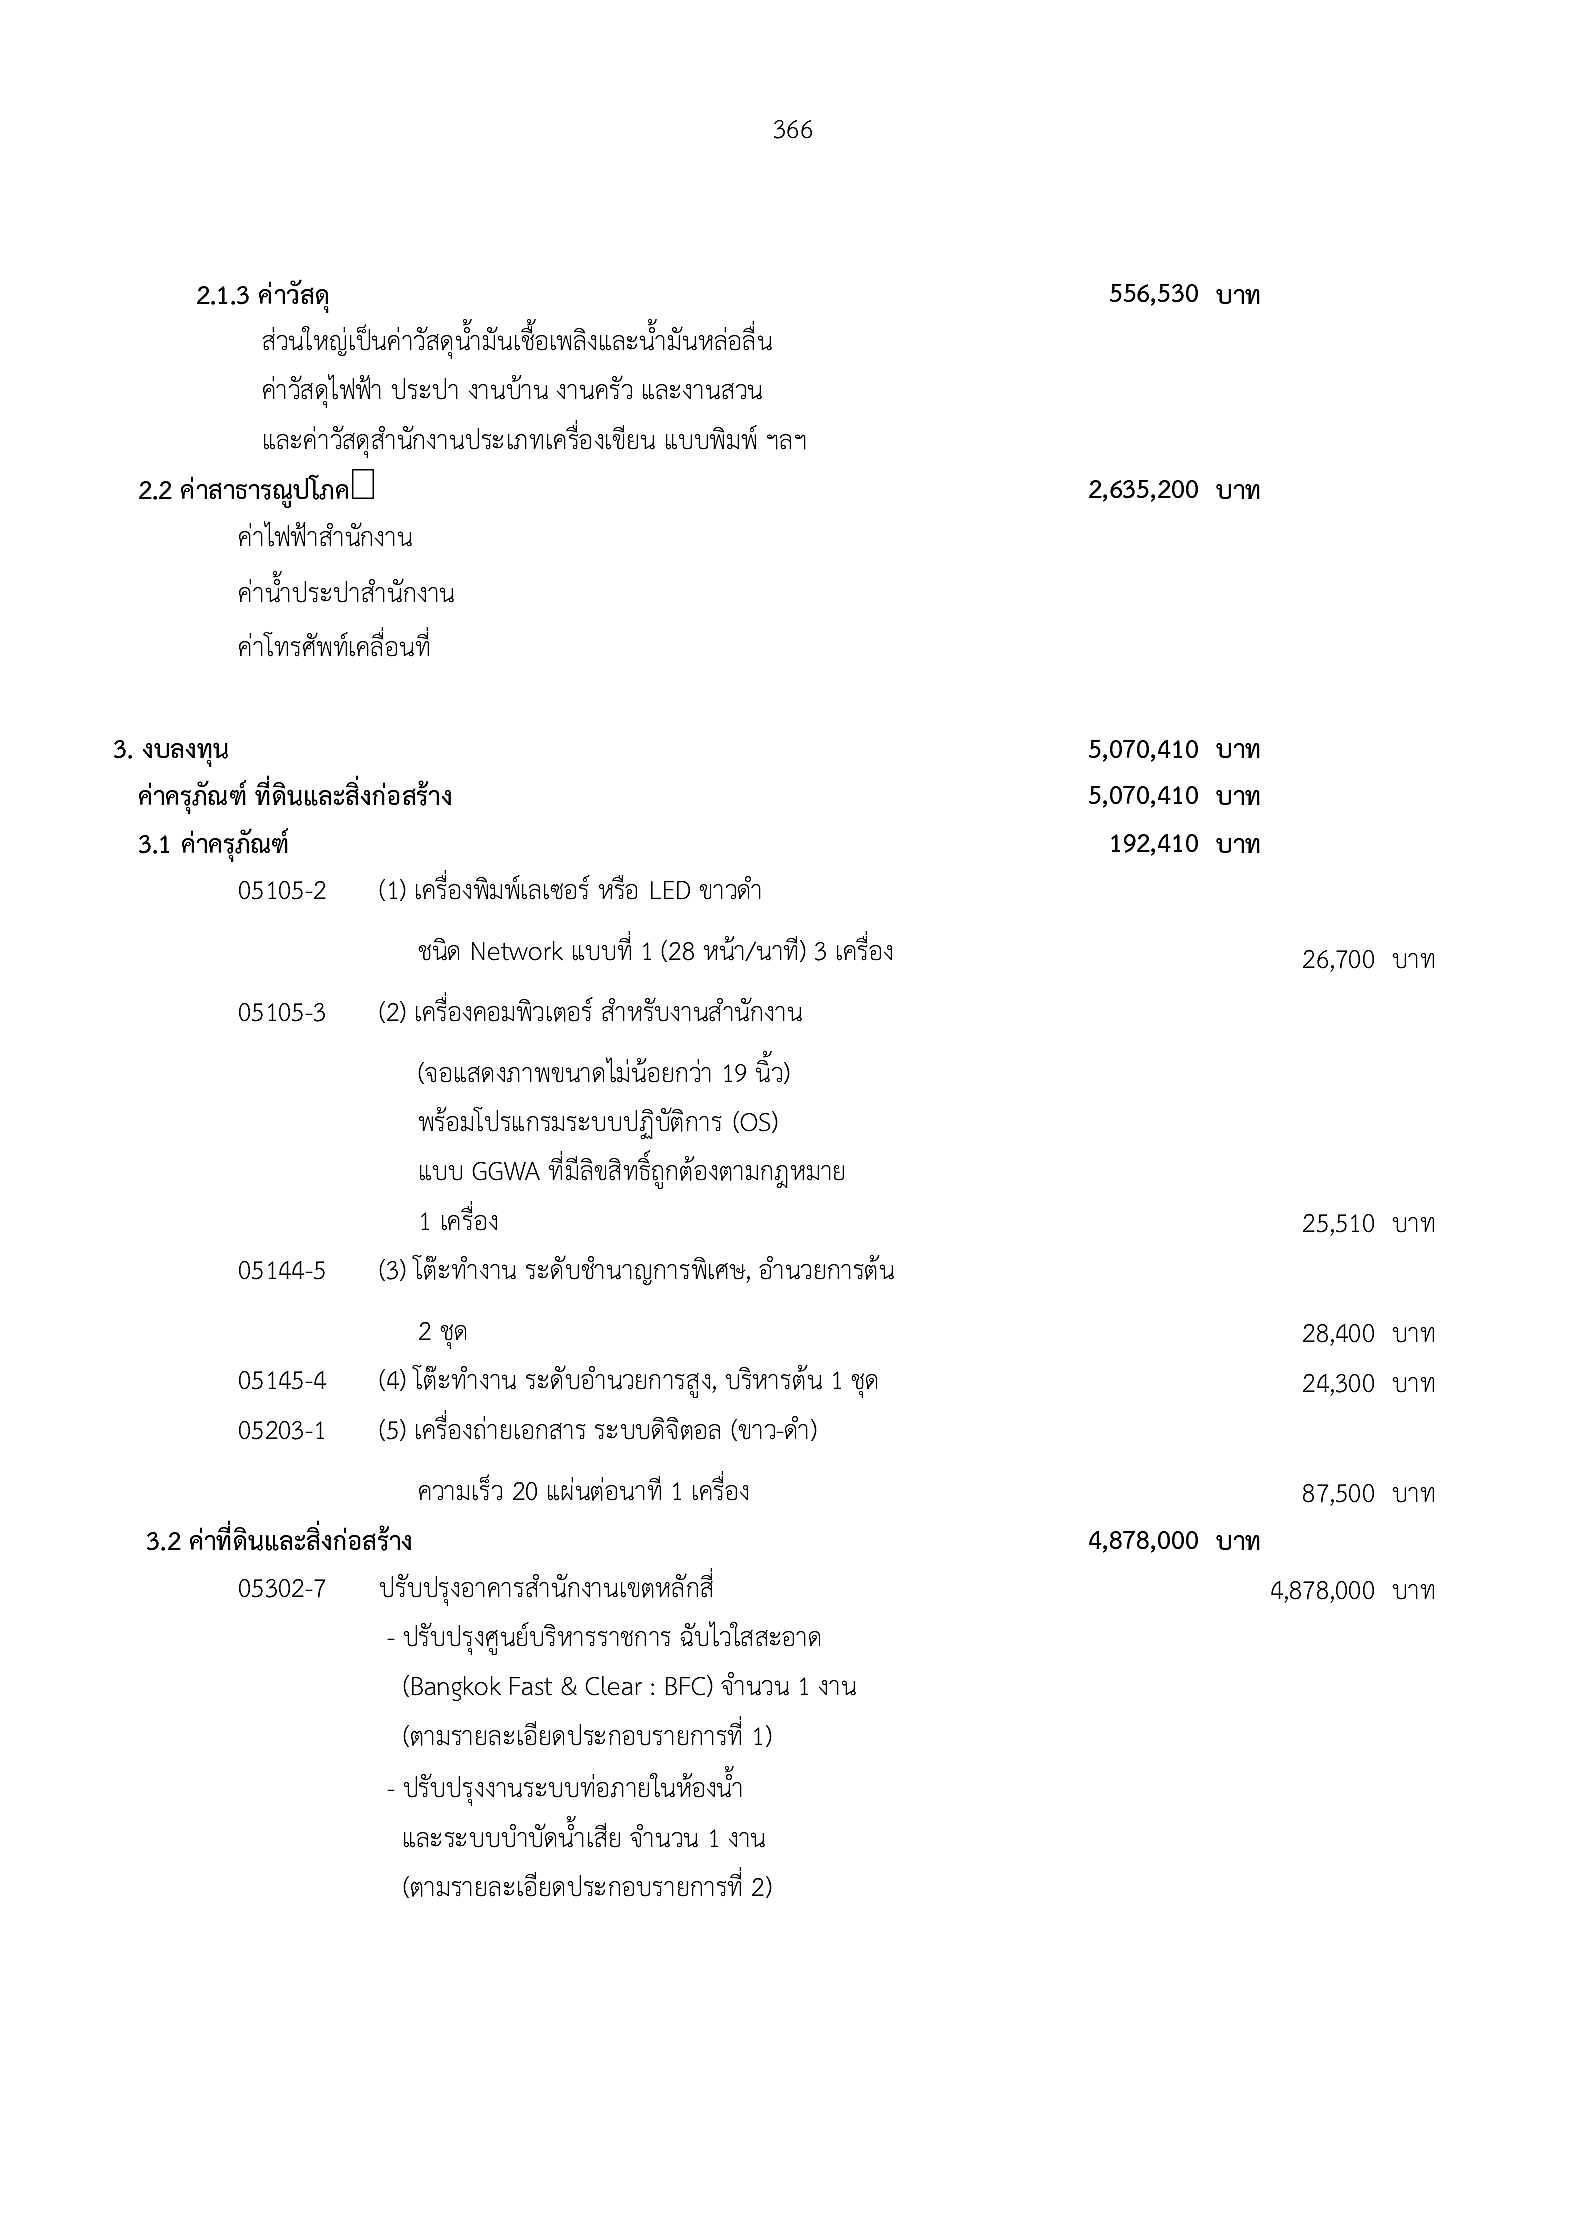 366
2.1.3 ค่าวัสดุ 556,530 บาท
ส่วนใหญ่เป็นค่าวัสดุน้ำมันเชื้อเพลิงและน้ำมันหล่อลื่น
ค่าวัสดุไฟฟ้า ประปา งานบ้าน งานครัว และงานสวน
และค่าวัสดุสำนักงานประเภทเครื่องเขียน แบบพิมพ์ ฯลฯ
2.2 ค่าสาธารณูปโภค 2,635,200 บาท
ค่าไฟฟ้าสำนักงาน
ค่าน้ำประปาสำนักงาน
ค่าโทรศัพท์เคลื่อนที่
3. งบลงทุน 5,070,410 บาท
ค่าครุภัณฑ์ ที่ดินและสิ่งก่อสร้าง 5,070,410 บาท
3.1 ค่าครุภัณฑ์ 192,410 บาท
05105-2 (1) เครื่องพิมพ์เลเซอร์ หรือ LED ขาวดำ
ชนิด Network แบบที่ 1 (28 หน้า/นาที) 3 เครื่อง 26,700 บาท
05105-3 (2) เครื่องคอมพิวเตอร์ สำหรับงานสำนักงาน
(จอแสดงภาพขนาดไม่น้อยกว่า 19 นิ้ว)
พร้อมโปรแกรมระบบปฏิบัติการ (OS)
แบบ GGWA ที่มีลิขสิทธิ์ถูกต้องตามกฎหมาย
1 เครื่อง 25,510 บาท
05144-5 (3) โต๊ะทำงาน ระดับชำนาญการพิเศษ, อำนวยการต้น
2 ชุด 28,400 บาท
05145-4 (4) โต๊ะทำงาน ระดับอำนวยการสูง, บริหารต้น 1 ชุด 24,300 บาท
05203-1 (5) เครื่องถ่ายเอกสาร ระบบดิจิตอล (ขาว-ดำ)
ความเร็ว 20 แผ่นต่อนาที 1 เครื่อง 87,500 บาท
3.2 ค่าที่ดินและสิ่งก่อสร้าง 4,878,000 บาท
05302-7 ปรับปรุงอาคารสำนักงานเขตหลักสี่ 4,878,000 บาท
- ปรับปรุงศูนย์บริหารราชการ ฉับไวใสสะอาด
(Bangkok Fast & Clear : BFC) จำนวน 1 งาน
(ตามรายละเอียดประกอบรายการที่ 1)
- ปรับปรุงงานระบบท่อภายในห้องน้ำ
และระบบบำบัดน้ำเสีย จำนวน 1 งาน
(ตามรายละเอียดประกอบรายการที่ 2)